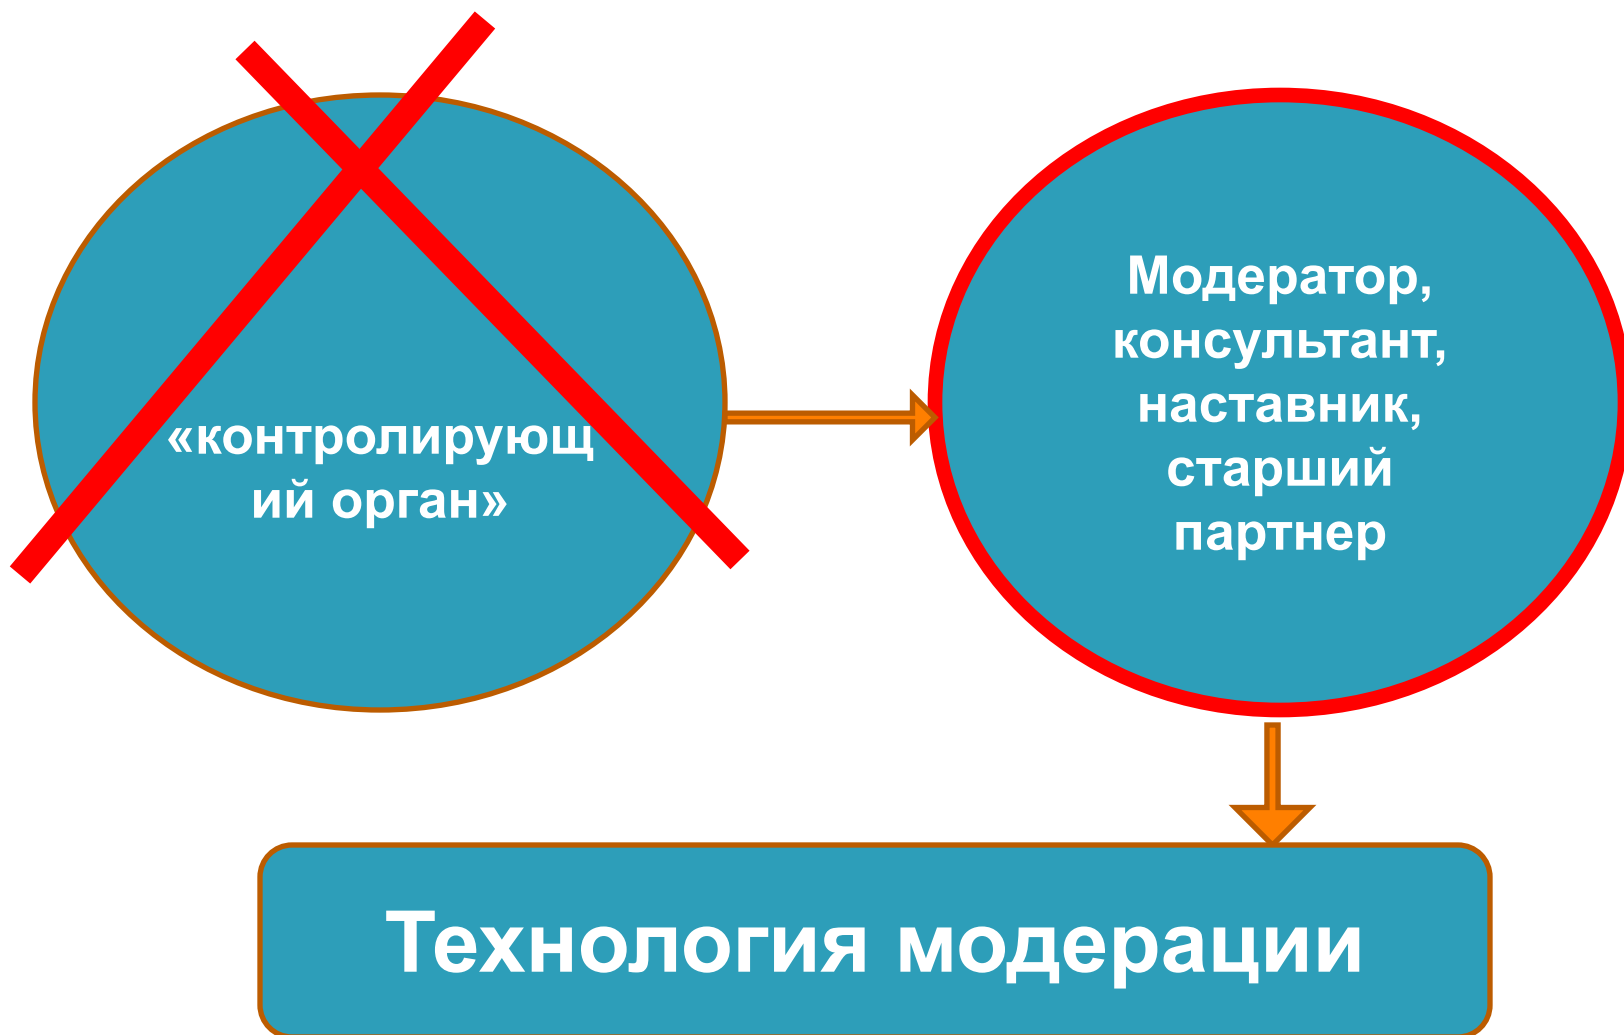 «контролирующ
ий орган»
Модератор,
консультант,
наставник,
старший
партнер
Технология модерации